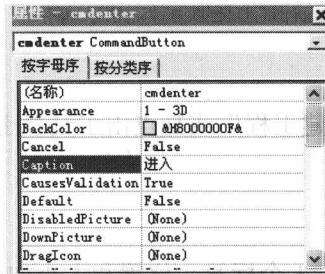 属性 - cmdenter
cmdenter CommandButton
按字母序 按分类序
(名称) cmdenter
Appearance 1 - 3D
BackColor &H8000000F&
Cancel False
Caption 进入
CausesValidation True
Default False
DisabledPicture (None)
DownPicture (None)
DragIcon (None)